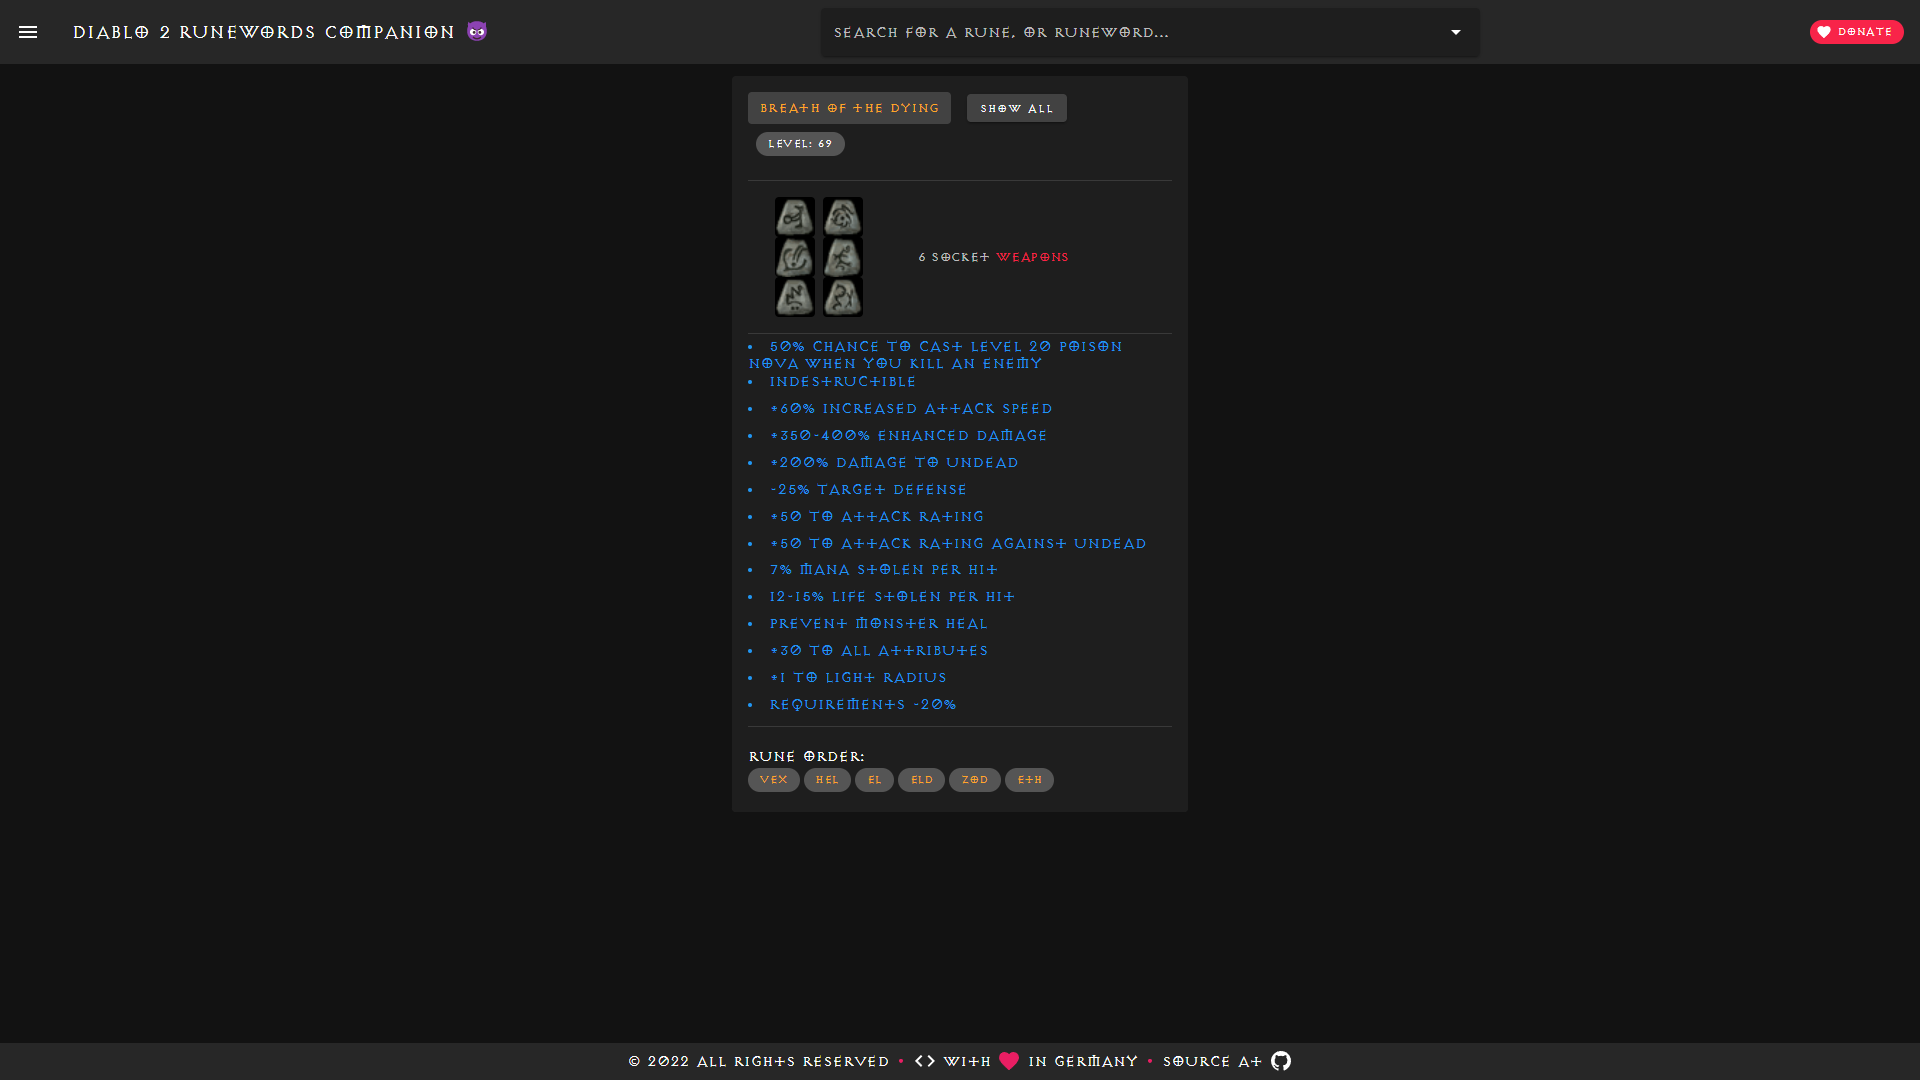 DIABLO 2 RUNEWORDS COMPANION
SEARCH FOR A RUNE, OR RUNEWORD...
DONATE
BREATH OF THE DYING
SHOW ALL
LEVEL: 69
6 SOCKET WEAPONS
• 50% CHANCE TO CAST LEVEL 20 POISON
NOVA WHEN YOU KILL AN ENEMY
• INDESTRUCTIBLE
• +60% INCREASED ATTACK SPEED
• +350-400% ENHANCED DAMAGE
• +200% DAMAGE TO UNDEAD
• -25% TARGET DEFENSE
• +50 TO ATTACK RATING
• +50 TO ATTACK RATING AGAINST UNDEAD
• 7% MANA STOLEN PER HIT
• 12-15% LIFE STOLEN PER HIT
• PREVENT MONSTER HEAL
• +30 TO ALL ATTRIBUTES
• +1 TO LIGHT RADIUS
• REQUIREMENTS -20%
RUNE ORDER:
VEX HEL EL ELD ZOD ETH
© 2022 ALL RIGHTS RESERVED • <> WITH ♥ IN GERMANY • SOURCE AT